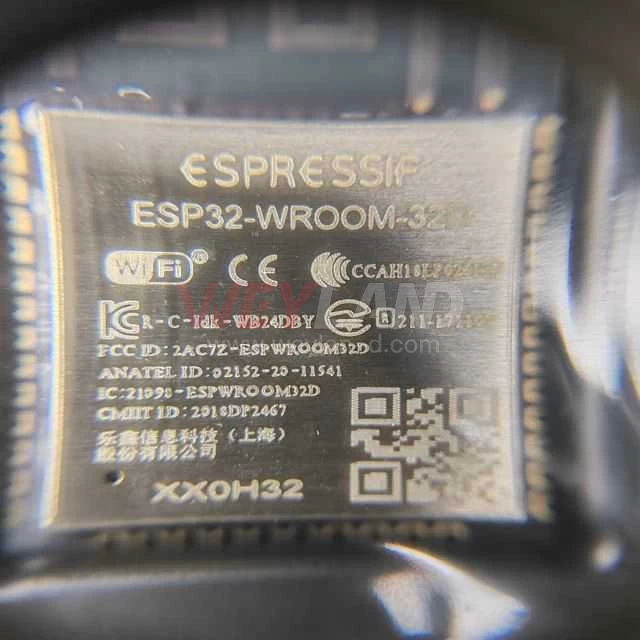 ESPRESSIF
ESP32-WROOM-32D
WiFi CE
R-C-Idk-WB24DBY R
FCC ID: 2AC7Z-ESPWROOM32D
ANATEL ID: 02152-20-11541
IC: 21098-ESPWROOM32D
CMIIT ID: 2018DP2467
乐鑫信息科技（上海）
股份有限公司
XX0H32